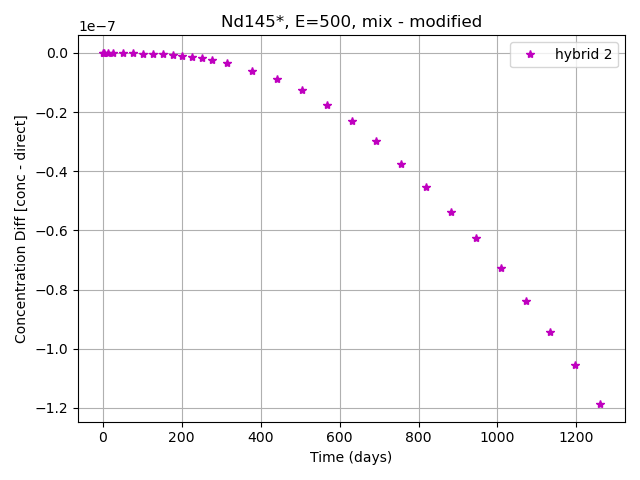 Nd145*, E=500, mix - modified
1e−7
hybrid 2
0.0
−0.2
−0.4
−0.6
−0.8
−1.0
−1.2
Concentration Diff [conc - direct]
0 200 400 600 800 1000 1200
Time (days)